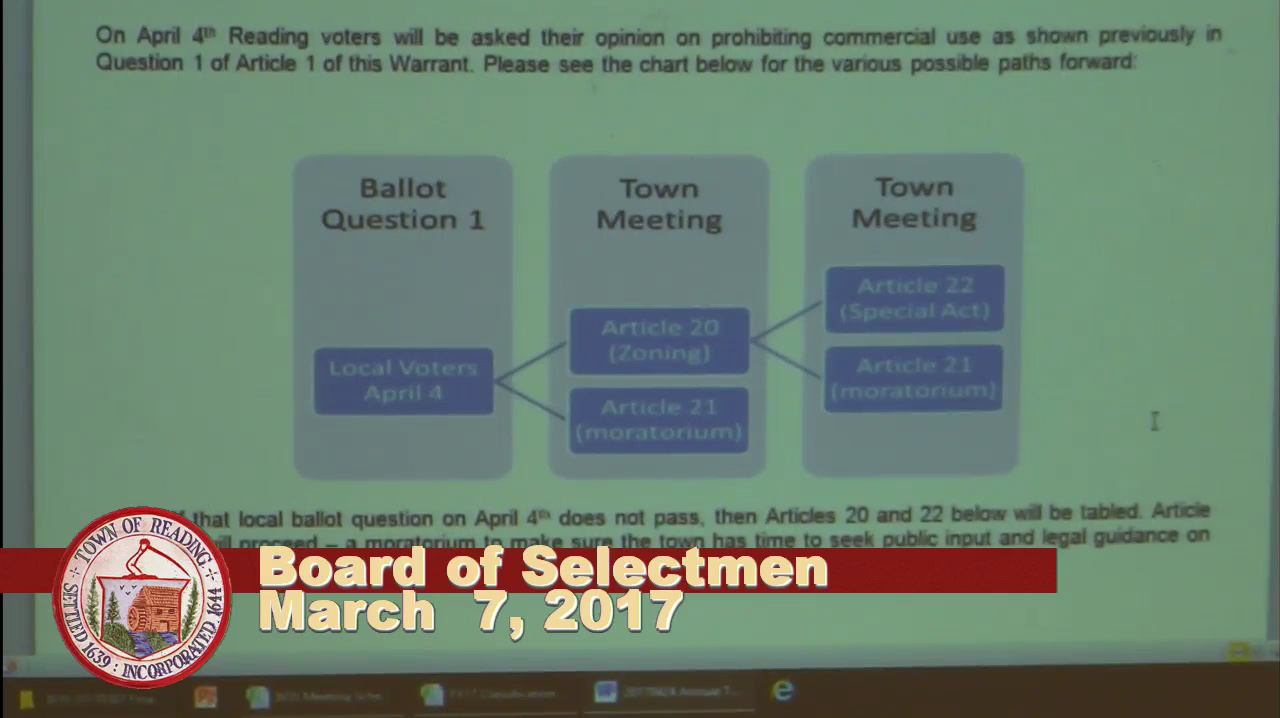 On April 4th Reading voters will be asked their opinion on prohibiting commercial use as shown previously in
Question 1 of Article 1 of this Warrant. Please see the chart below for the various possible paths forward:
Ballot
Question 1
Local Voters
April 4
Town
Meeting
Article 20
(Zoning)
Article 21
(moratorium)
Town
Meeting
Article 22
(Special Act)
Article 21
(moratorium)
that local ballot question on April 4th does not pass, then Articles 20 and 22 below will be tabled. Article
will proceed – a moratorium to make sure the town has time to seek public input and legal guidance on
TOWN OF READING
SETTLED 1639 : INCORPORATED 1644
Board of Selectmen
March 7, 2017